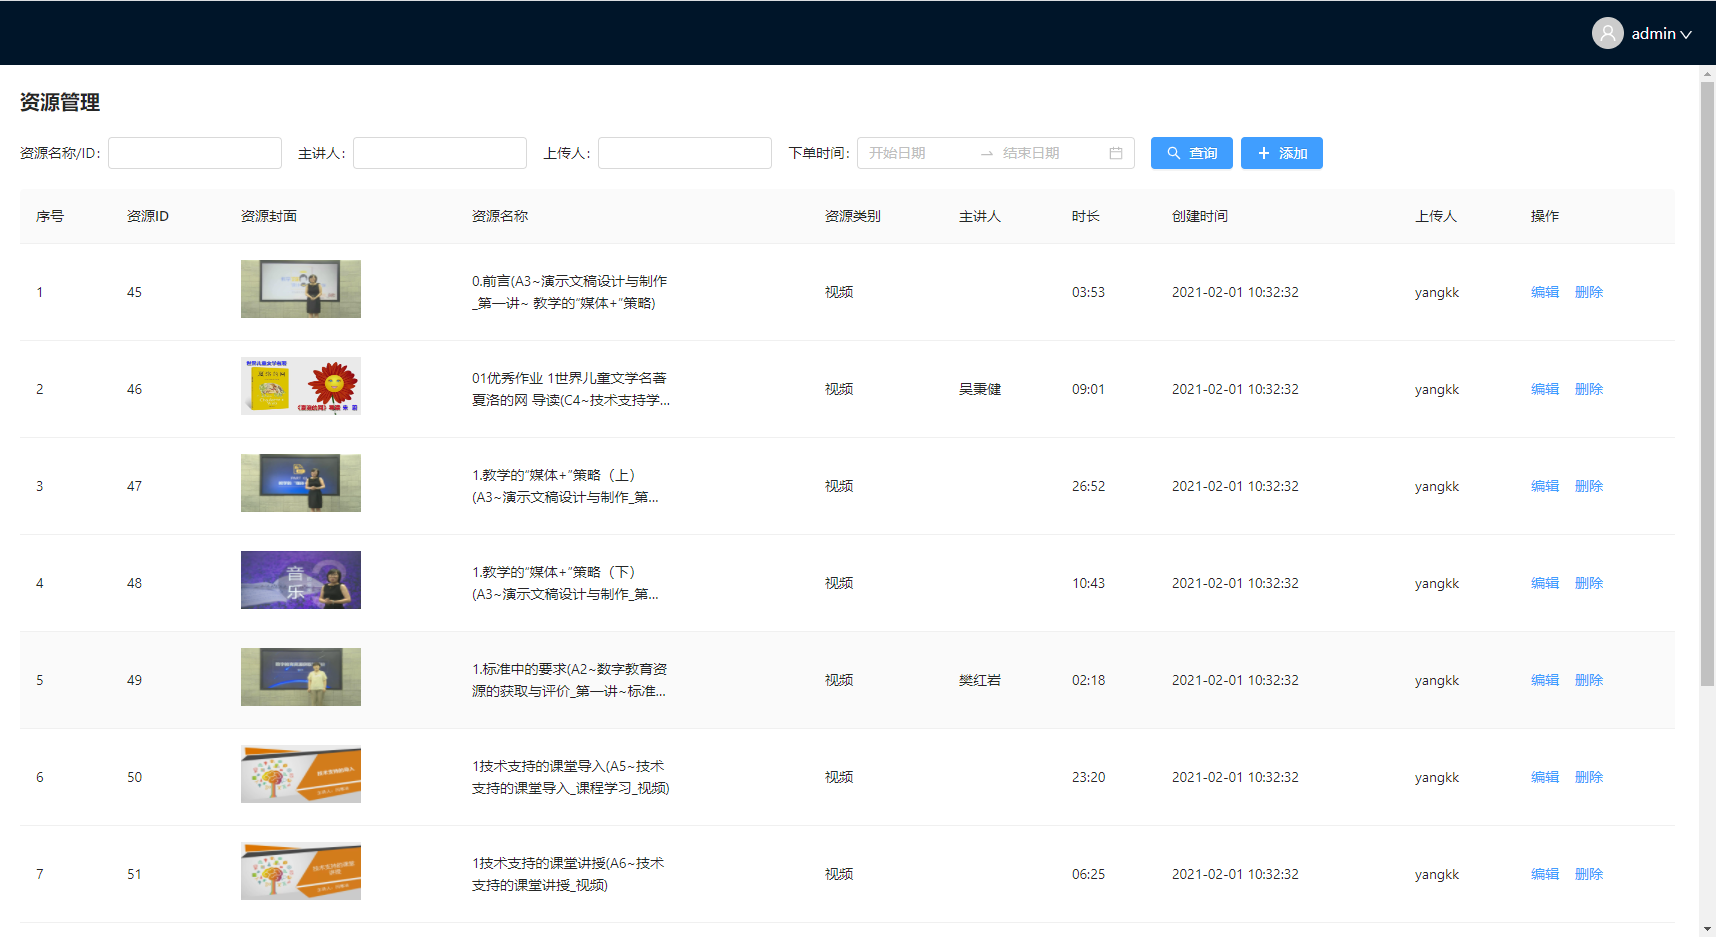 admin
资源管理
资源名称/ID: 主讲人: 上传人: 下单时间: 开始日期 → 结束日期 查询 + 添加
序号 资源ID 资源封面 资源名称 资源类别 主讲人 时长 创建时间 上传人 操作
1 45 0.前言(A3~演示文稿设计与制作 视频 03:53 2021-02-01 10:32:32 yangkk 编辑 删除
_第一讲~ 教学的“媒体+”策略)
2 46 01优秀作业 1世界儿童文学名著 视频 吴秉健 09:01 2021-02-01 10:32:32 yangkk 编辑 删除
夏洛的网 导读(C4~技术支持学...
3 47 1.教学的“媒体+”策略（上） 视频 26:52 2021-02-01 10:32:32 yangkk 编辑 删除
(A3~演示文稿设计与制作_第...
音乐
4 48 1.教学的“媒体+”策略（下） 视频 10:43 2021-02-01 10:32:32 yangkk 编辑 删除
(A3~演示文稿设计与制作_第...
5 49 1.标准中的要求(A2~数字教育资 视频 樊红岩 02:18 2021-02-01 10:32:32 yangkk 编辑 删除
源的获取与评价_第一讲~标准...
6 50 1技术支持的课堂导入(A5~技术 视频 23:20 2021-02-01 10:32:32 yangkk 编辑 删除
支持的课堂导入_课程学习_视频)
7 51 1技术支持的课堂讲授(A6~技术 视频 06:25 2021-02-01 10:32:32 yangkk 编辑 删除
支持的课堂讲授_视频)